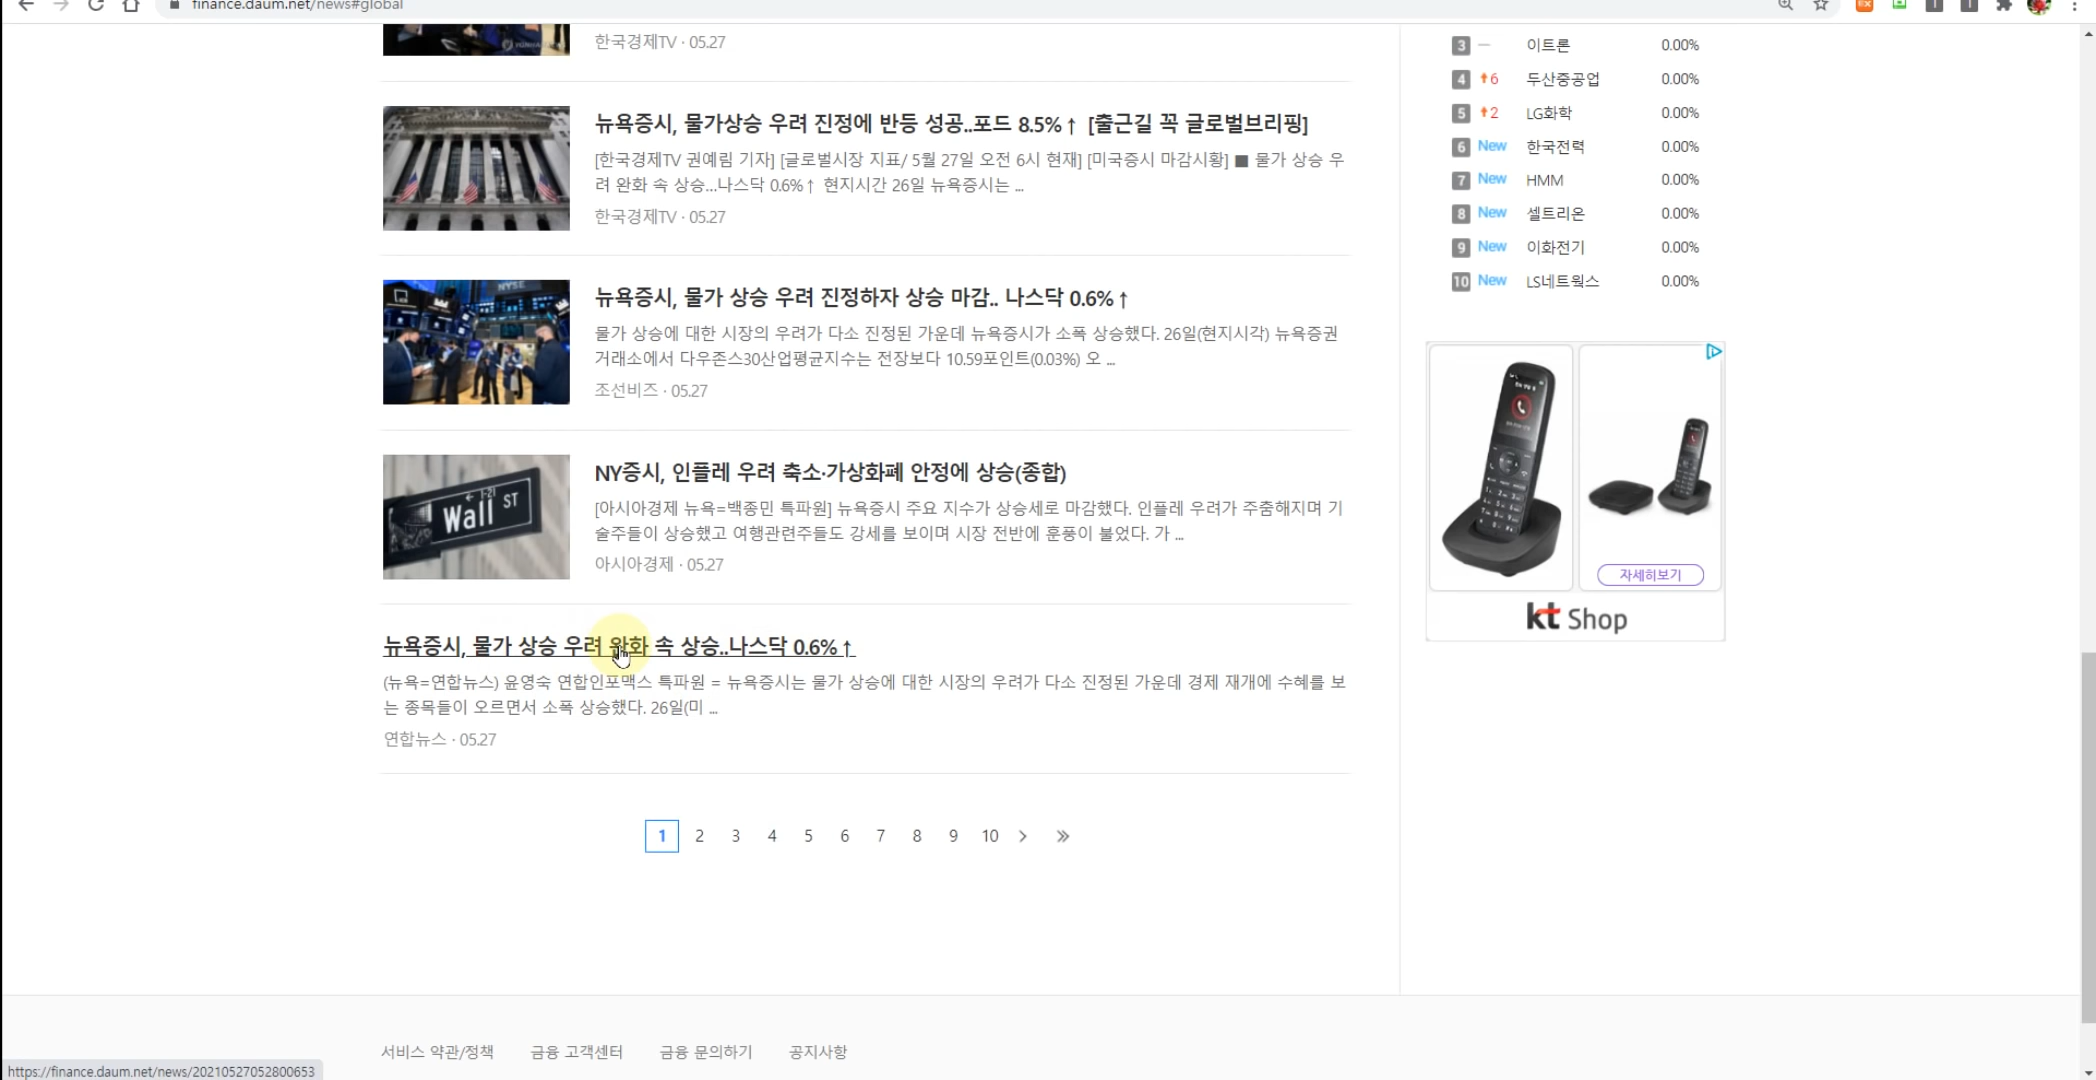 finance.daum.net/news#global
한국경제TV · 05.27
뉴욕증시, 물가상승 우려 진정에 반등 성공..포드 8.5%↑ [출근길 꼭 글로벌브리핑]
[한국경제TV 권예림 기자] [글로벌시장 지표/ 5월 27일 오전 6시 현재] [미국증시 마감시황] ■ 물가 상승 우
려 완화 속 상승...나스닥 0.6%↑ 현지시간 26일 뉴욕증시는 ...
한국경제TV · 05.27
NYSE
뉴욕증시, 물가 상승 우려 진정하자 상승 마감.. 나스닥 0.6%↑
물가 상승에 대한 시장의 우려가 다소 진정된 가운데 뉴욕증시가 소폭 상승했다. 26일(현지시각) 뉴욕증권
거래소에서 다우존스30산업평균지수는 전장보다 10.59포인트(0.03%) 오 ...
조선비즈 · 05.27
← 1-21
Wall ST
NY증시, 인플레 우려 축소·가상화폐 안정에 상승(종합)
[아시아경제 뉴욕=백종민 특파원] 뉴욕증시 주요 지수가 상승세로 마감했다. 인플레 우려가 주춤해지며 기
술주들이 상승했고 여행관련주들도 강세를 보이며 시장 전반에 훈풍이 불었다. 가 ...
아시아경제 · 05.27
뉴욕증시, 물가 상승 우려 완화 속 상승..나스닥 0.6%↑
(뉴욕=연합뉴스) 윤영숙 연합인포맥스 특파원 = 뉴욕증시는 물가 상승에 대한 시장의 우려가 다소 진정된 가운데 경제 재개에 수혜를 보
는 종목들이 오르면서 소폭 상승했다. 26일(미 ...
연합뉴스 · 05.27
1 2 3 4 5 6 7 8 9 10 > »
3 — 이트론 0.00%
4 ↑6 두산중공업 0.00%
5 ↑2 LG화학 0.00%
6 New 한국전력 0.00%
7 New HMM 0.00%
8 New 셀트리온 0.00%
9 New 이화전기 0.00%
10 New LS네트웍스 0.00%
자세히보기
kt Shop
서비스 약관/정책 금융 고객센터 금융 문의하기 공지사항
https://finance.daum.net/news/20210527052800653